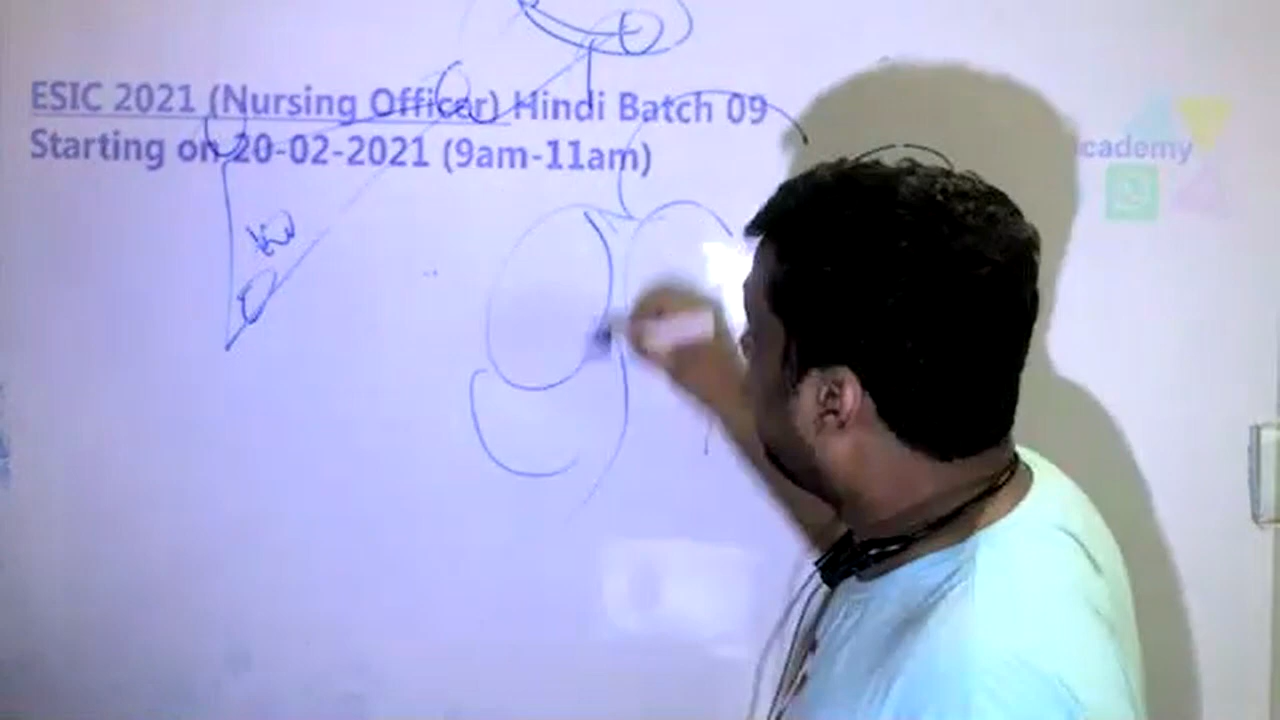 ESIC 2021 (Nursing Officer) Hindi Batch 09
Starting on 20-02-2021 (9am-11am)
cademy